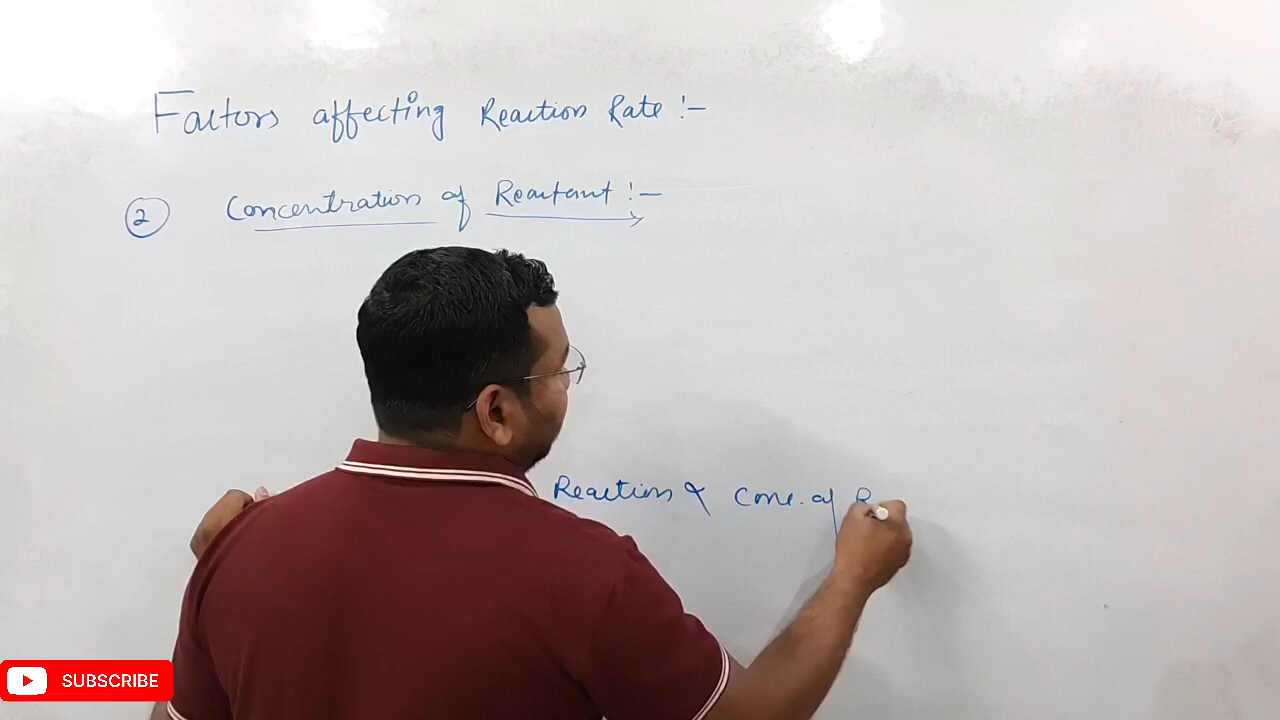 Factors affecting Reaction Rate :-
2 Concentration of Reactant :-
Reaction ∝ Conc. of R
SUBSCRIBE